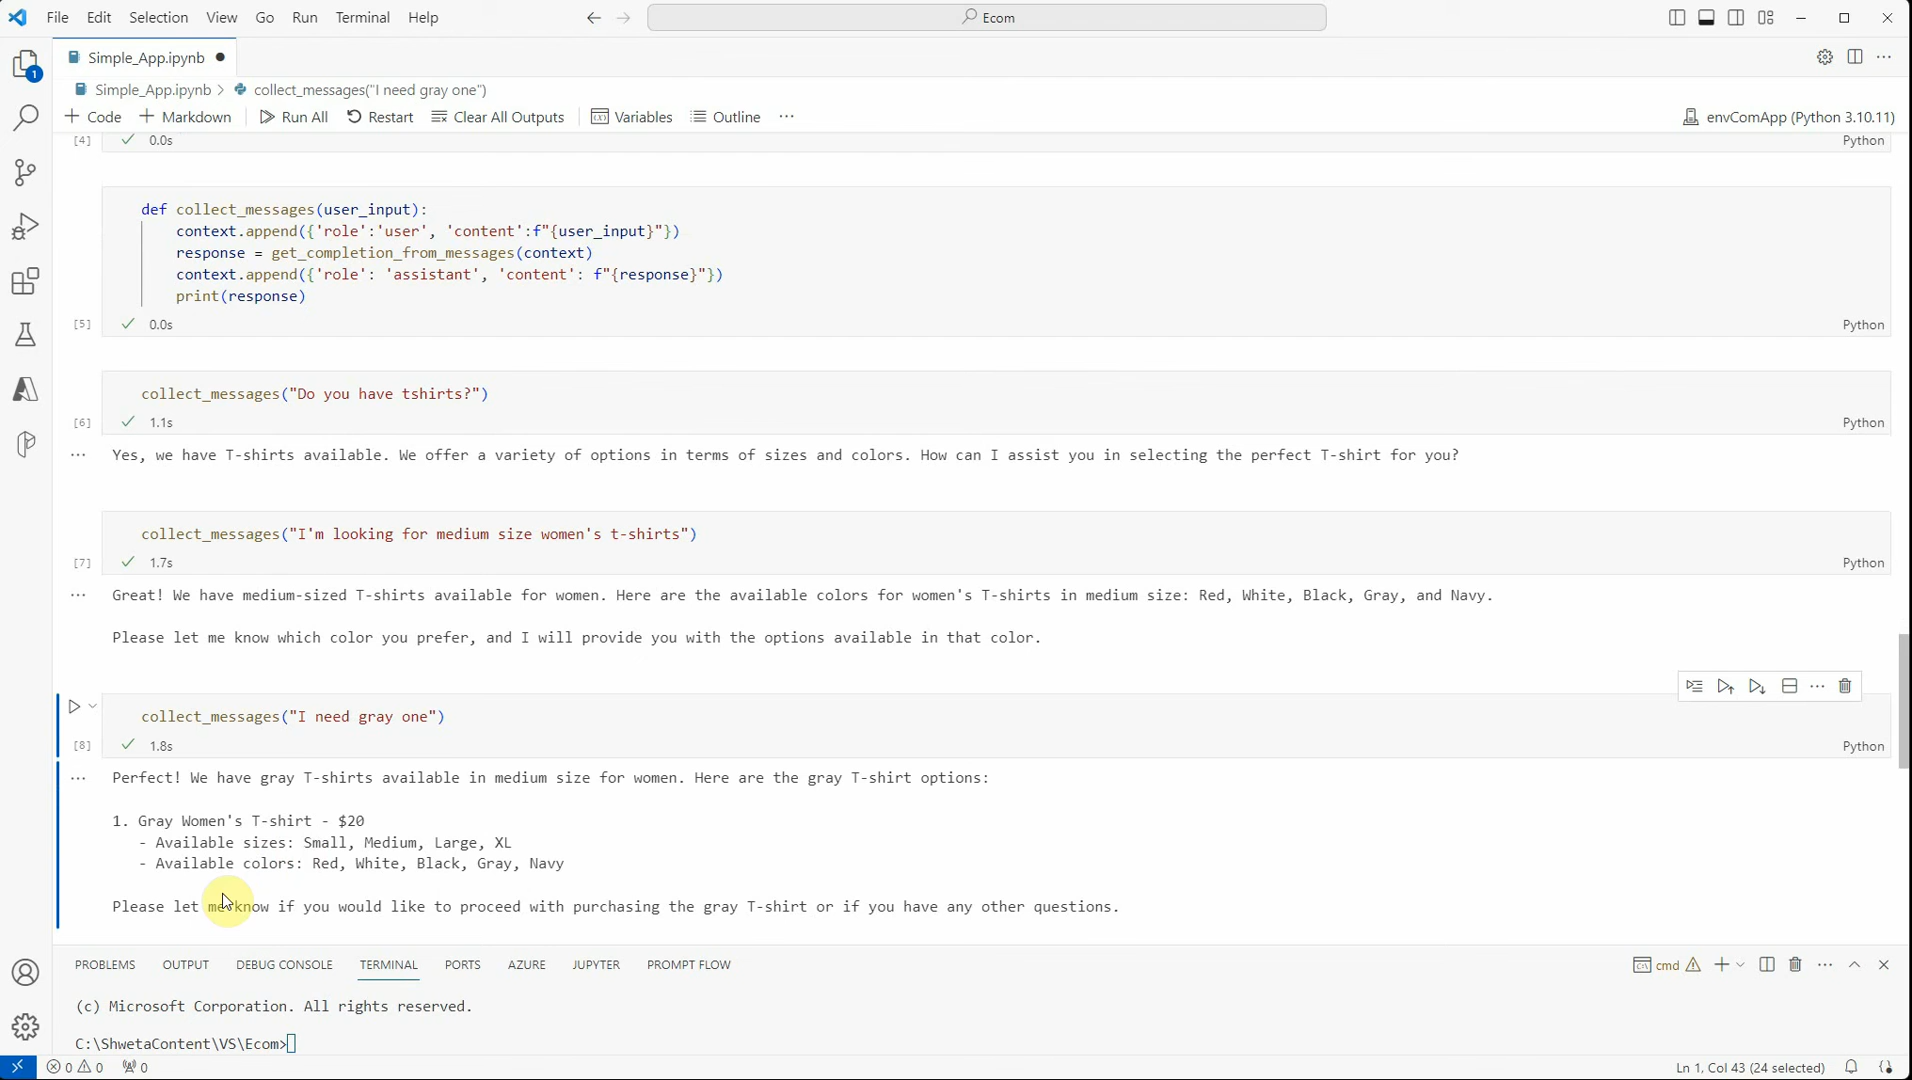 File Edit Selection View Go Run Terminal Help
Ecom
Simple_App.ipynb
Simple_App.ipynb > collect_messages("I need gray one")
+ Code + Markdown Run All Restart Clear All Outputs Variables Outline ... envComApp (Python 3.10.11)
1
[4] 0.0s Python
def collect_messages(user_input):
context.append({'role':'user', 'content':f"{user_input}"})
response = get_completion_from_messages(context)
context.append({'role': 'assistant', 'content': f"{response}"})
print(response)
[5] 0.0s Python
collect_messages("Do you have tshirts?")
[6] 1.1s Python
... Yes, we have T-shirts available. We offer a variety of options in terms of sizes and colors. How can I assist you in selecting the perfect T-shirt for you?
collect_messages("I'm looking for medium size women's t-shirts")
[7] 1.7s Python
... Great! We have medium-sized T-shirts available for women. Here are the available colors for women's T-shirts in medium size: Red, White, Black, Gray, and Navy.
Please let me know which color you prefer, and I will provide you with the options available in that color.
collect_messages("I need gray one")
[8] 1.8s Python
... Perfect! We have gray T-shirts available in medium size for women. Here are the gray T-shirt options:
1. Gray Women's T-shirt - $20
- Available sizes: Small, Medium, Large, XL
- Available colors: Red, White, Black, Gray, Navy
Please let me know if you would like to proceed with purchasing the gray T-shirt or if you have any other questions.
PROBLEMS OUTPUT DEBUG CONSOLE TERMINAL PORTS AZURE JUPYTER PROMPT FLOW cmd
(c) Microsoft Corporation. All rights reserved.
C:\ShwetaContent\VS\Ecom>
0 0 0 Ln 1, Col 43 (24 selected)